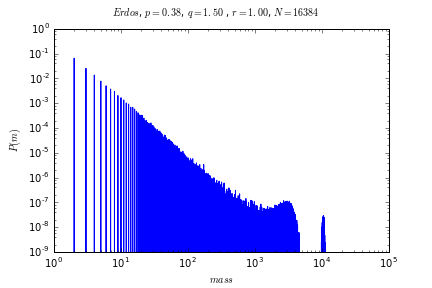 Erdos, p = 0.38, q = 1.50 , r = 1.00, N = 16384
10^0
10^-1
10^-2
10^-3
10^-4
10^-5
10^-6
10^-7
10^-8
10^-9
P(m)
10^0 10^1 10^2 10^3 10^4 10^5
mass